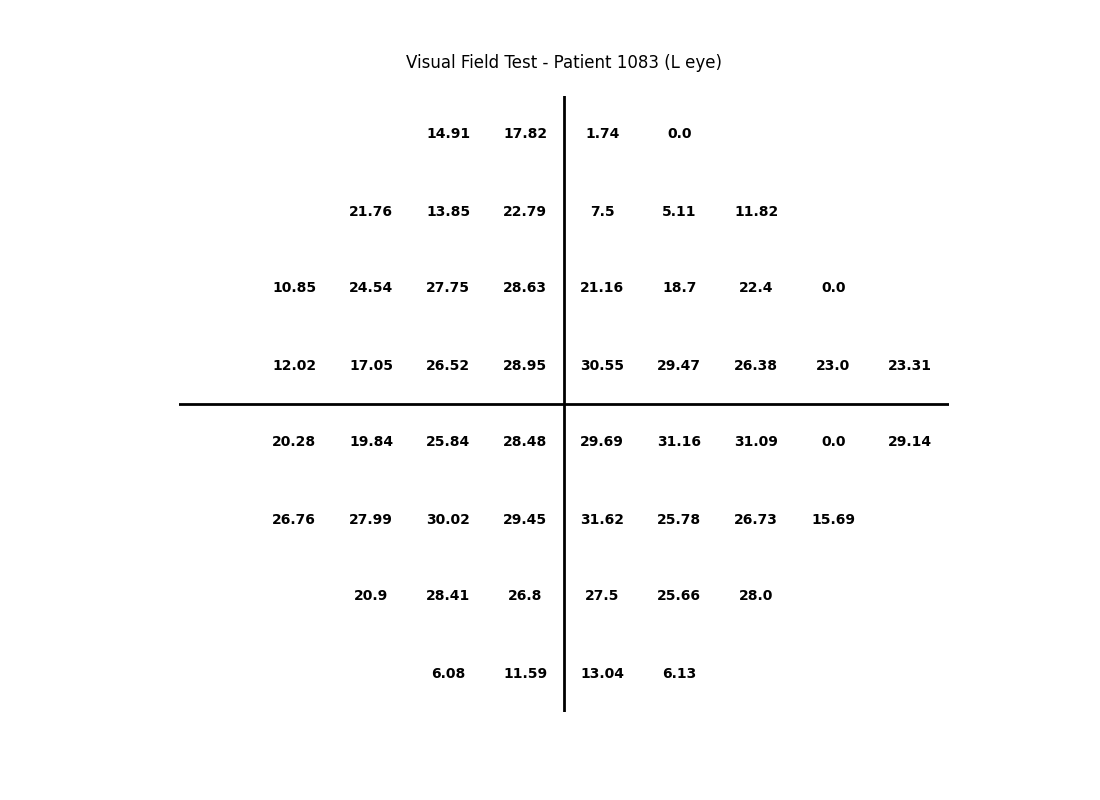 Visual Field Test - Patient 1083 (L eye)
14.91 17.82 1.74 0.0
21.76 13.85 22.79 7.5 5.11 11.82
10.85 24.54 27.75 28.63 21.16 18.7 22.4 0.0
12.02 17.05 26.52 28.95 30.55 29.47 26.38 23.0 23.31
20.28 19.84 25.84 28.48 29.69 31.16 31.09 0.0 29.14
26.76 27.99 30.02 29.45 31.62 25.78 26.73 15.69
20.9 28.41 26.8 27.5 25.66 28.0
6.08 11.59 13.04 6.13